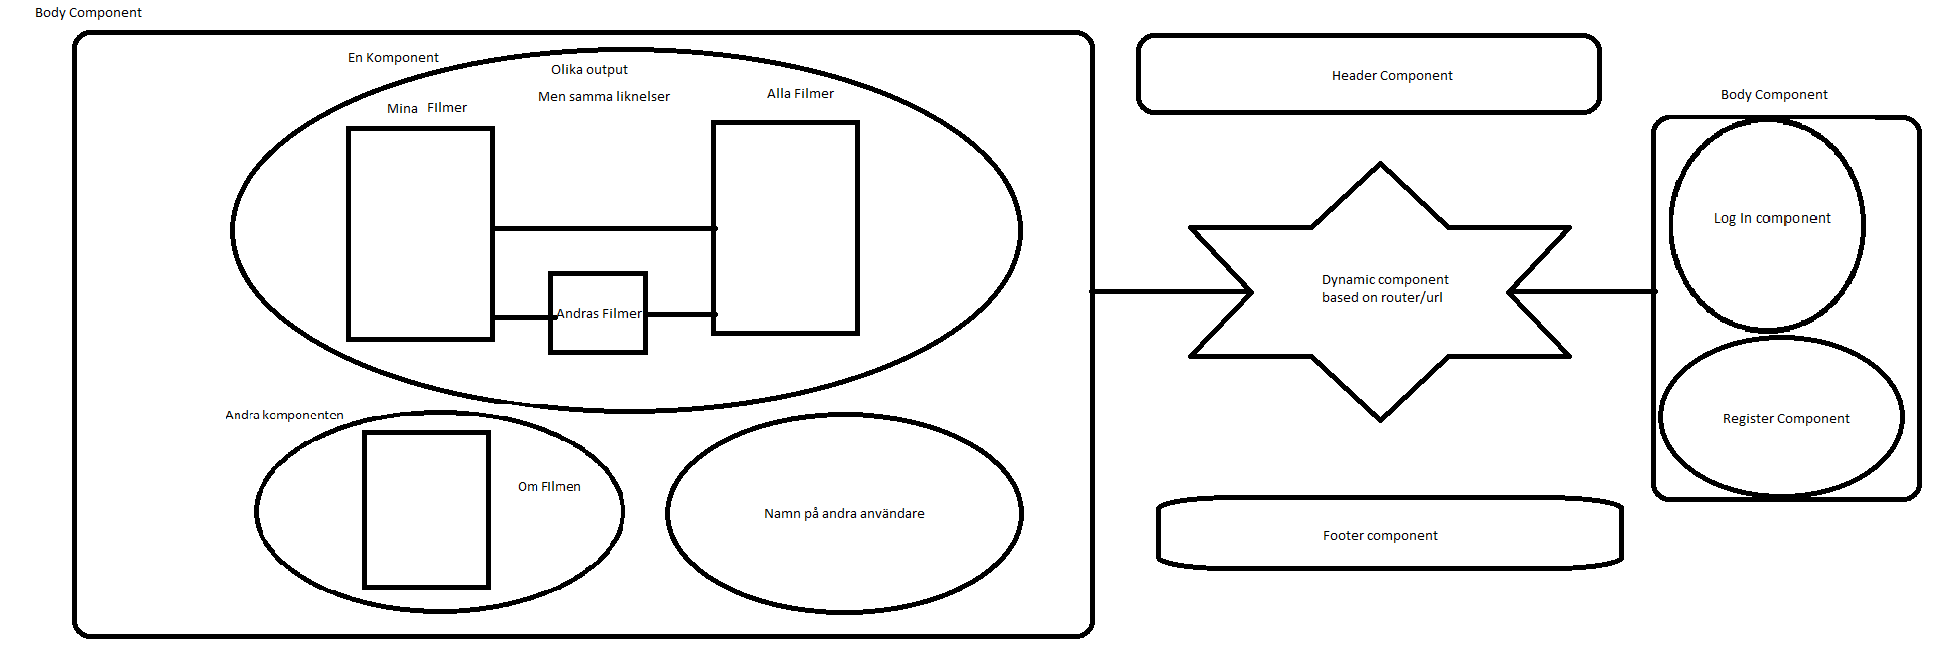 Body Component
En Komponent
Olika output
Men samma liknelser
Mina FIlmer
Alla Filmer
Andras Filmer
Andra komponenten
Om FIlmen
Namn på andra användare
Header Component
Dynamic component
based on router/url
Footer component
Body Component
Log In component
Register Component